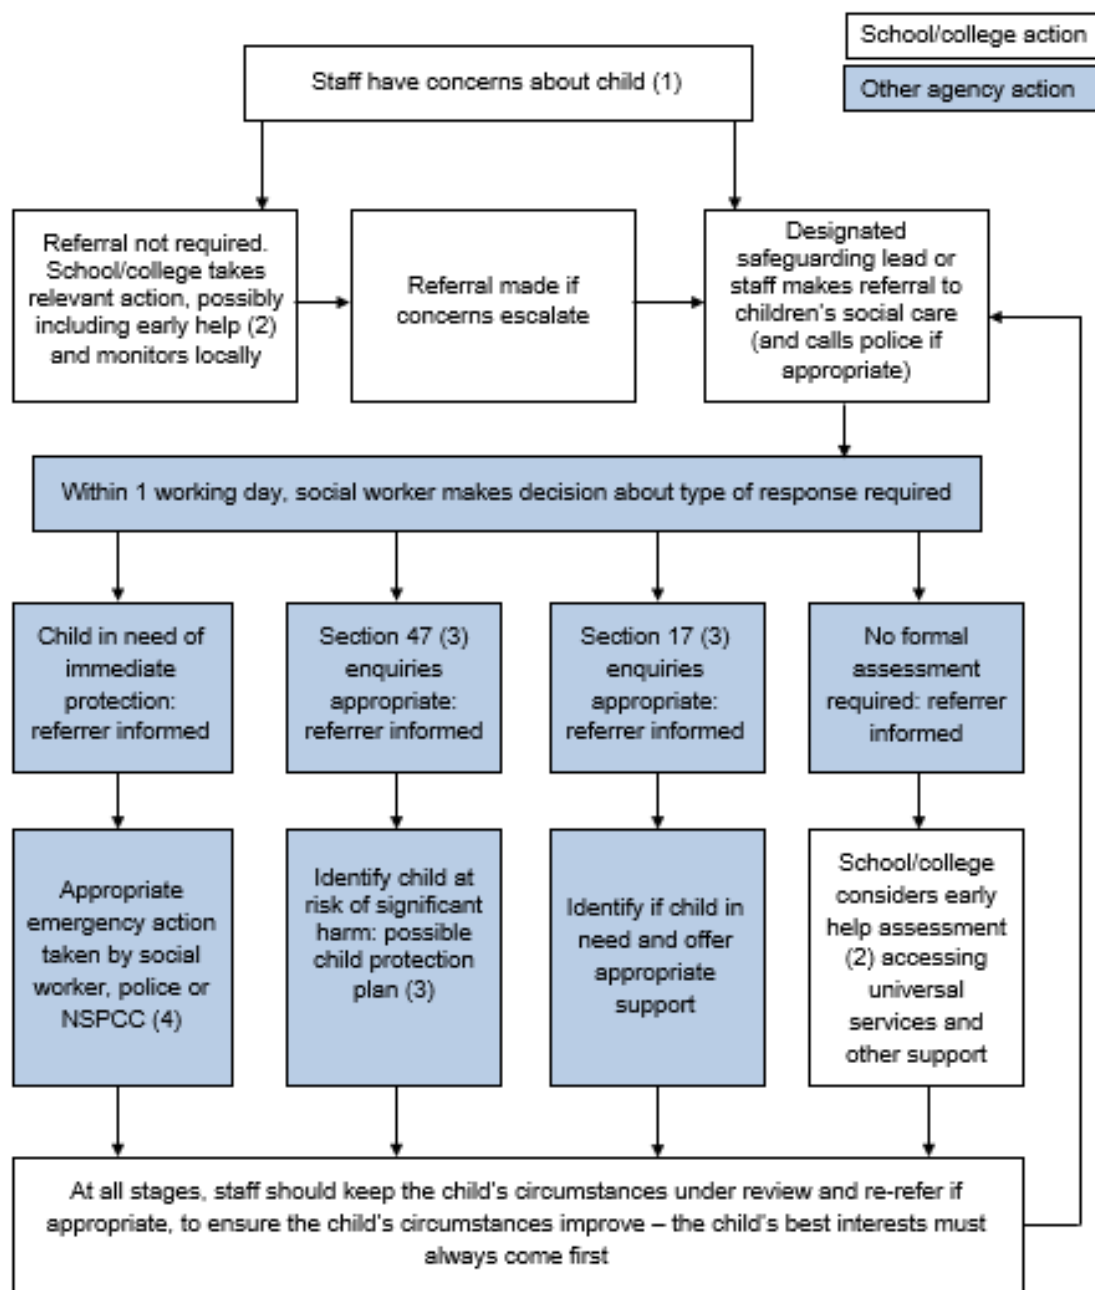 School/college action
Other agency action
Staff have concerns about child (1)
Referral not required.
School/college takes
relevant action, possibly
including early help (2)
and monitors locally
Referral made if
concerns escalate
Designated
safeguarding lead or
staff makes referral to
children's social care
(and calls police if
appropriate)
Within 1 working day, social worker makes decision about type of response required
Child in need of
immediate
protection:
referrer informed
Section 47 (3)
enquiries
appropriate:
referrer informed
Section 17 (3)
enquiries
appropriate:
referrer informed
No formal
assessment
required: referrer
informed
Appropriate
emergency action
taken by social
worker, police or
NSPCC (4)
Identify child at
risk of significant
harm: possible
child protection
plan (3)
Identify if child in
need and offer
appropriate
support
School/college
considers early
help assessment
(2) accessing
universal
services and
other support
At all stages, staff should keep the child's circumstances under review and re-refer if
appropriate, to ensure the child's circumstances improve – the child's best interests must
always come first